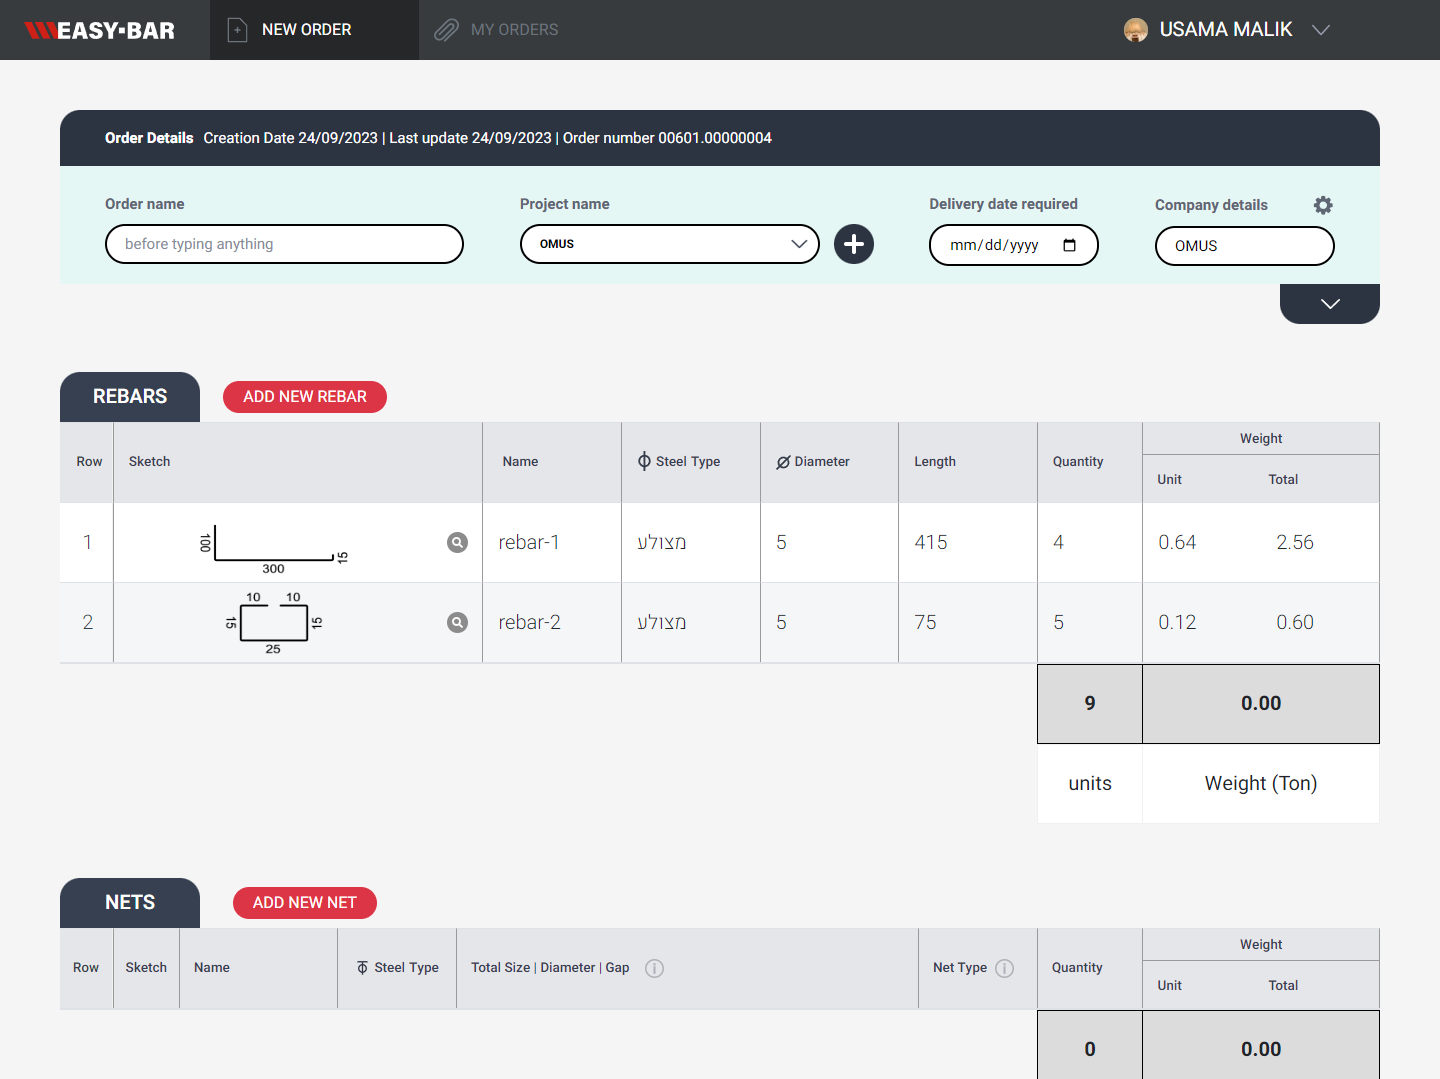 EASY-BAR
NEW ORDER
MY ORDERS
USAMA MALIK
Order Details Creation Date 24/09/2023 | Last update 24/09/2023 | Order number 00601.00000004
Order name
Project name
Delivery date required
Company details
before typing anything
OMUS
mm/dd/yyyy
OMUS
REBARS
ADD NEW REBAR
Row
Sketch
Name
Steel Type
Diameter
Length
Quantity
Weight
Unit
Total
1
100
300
15
rebar-1
מצולע
5
415
4
0.64
2.56
2
10
10
15
15
25
rebar-2
מצולע
5
75
5
0.12
0.60
9
0.00
units
Weight (Ton)
NETS
ADD NEW NET
Row
Sketch
Name
Steel Type
Total Size | Diameter | Gap
Net Type
Quantity
Weight
Unit
Total
0
0.00